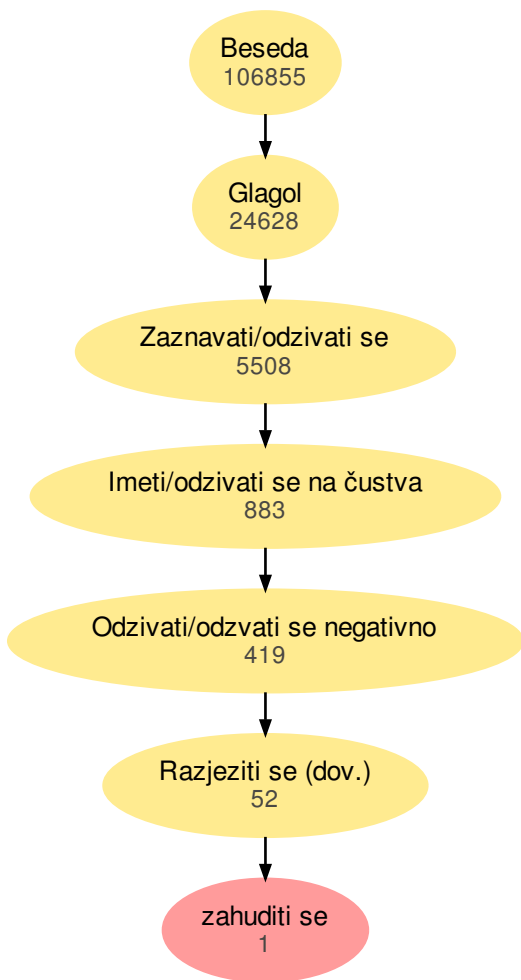 Beseda
106855
Glagol
24628
Zaznavati/odzivati se
5508
Imeti/odzivati se na čustva
883
Odzivati/odzvati se negativno
419
Razjeziti se (dov.)
52
zahuditi se
1